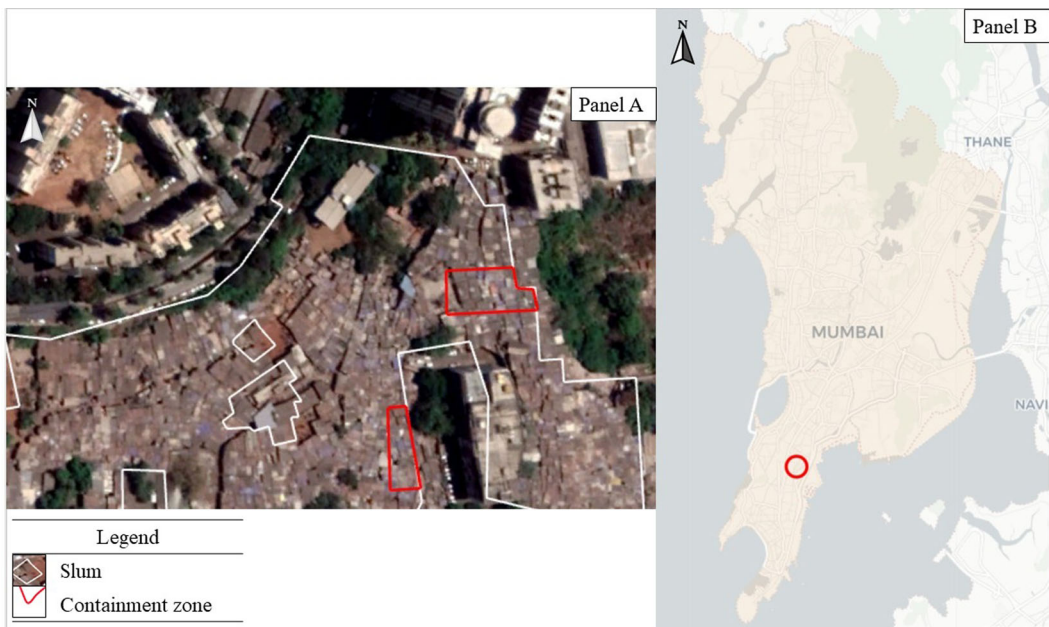 N
Panel A
Legend
Slum
Containment zone
N
Panel B
THANE
MUMBAI
NAVI